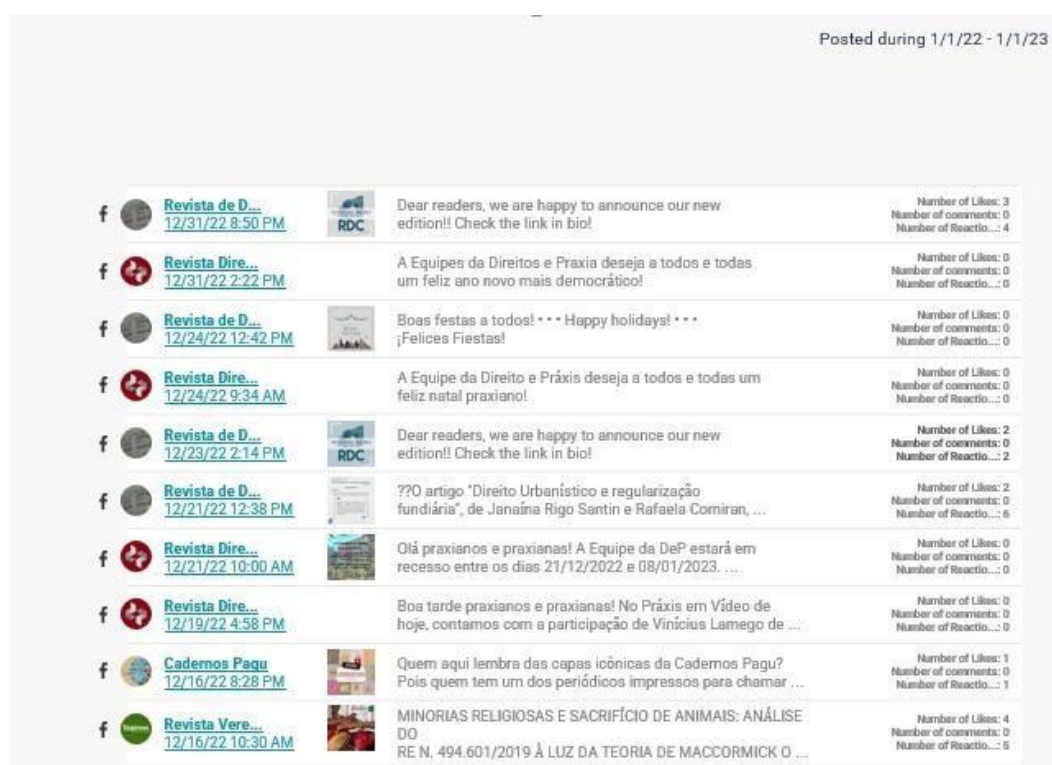 Posted during 1/1/22 - 1/1/23
Revista de D...
12/31/22 8:50 PM
RDC
Dear readers, we are happy to announce our new
edition!! Check the link in bio!
Number of Likes: 3
Number of comments: 0
Number of Reactio...: 4
Revista Dire...
12/31/22 2:22 PM
A Equipes da Direitos e Praxia deseja a todos e todas
um feliz ano novo mais democrático!
Number of Likes: 0
Number of comments: 0
Number of Reactio...: 0
Revista de D...
12/24/22 12:42 PM
Boas festas a todos! • • • Happy holidays! • • •
¡Felices Fiestas!
Number of Likes: 0
Number of comments: 0
Number of Reactio...: 0
Revista Dire...
12/24/22 9:34 AM
A Equipe da Direito e Práxis deseja a todos e todas um
feliz natal praxiano!
Number of Likes: 0
Number of comments: 0
Number of Reactio...: 0
Revista de D...
12/23/22 2:14 PM
RDC
Dear readers, we are happy to announce our new
edition!! Check the link in bio!
Number of Likes: 2
Number of comments: 0
Number of Reactio...: 2
Revista de D...
12/21/22 12:38 PM
??O artigo "Direito Urbanístico e regularização
fundiária", de Janaína Rigo Santin e Rafaela Comiran, ...
Number of Likes: 2
Number of comments: 0
Number of Reactio...: 6
Revista Dire...
12/21/22 10:00 AM
Olá praxianos e praxianas! A Equipe da DeP estará em
recesso entre os dias 21/12/2022 e 08/01/2023. ...
Number of Likes: 0
Number of comments: 0
Number of Reactio...: 0
Revista Dire...
12/19/22 4:58 PM
Boa tarde praxianos e praxianas! No Práxis em Vídeo de
hoje, contamos com a participação de Vinícius Lamego de ...
Number of Likes: 0
Number of comments: 0
Number of Reactio...: 0
Cadernos Pagu
12/16/22 8:28 PM
Quem aqui lembra das capas icônicas da Cadernos Pagu?
Pois quem tem um dos periódicos impressos para chamar ...
Number of Likes: 1
Number of comments: 0
Number of Reactio...: 1
Revista Vere...
12/16/22 10:30 AM
MINORIAS RELIGIOSAS E SACRIFÍCIO DE ANIMAIS: ANÁLISE
DO
RE N. 494.601/2019 À LUZ DA TEORIA DE MACCORMICK O ...
Number of Likes: 4
Number of comments: 0
Number of Reactio...: 5